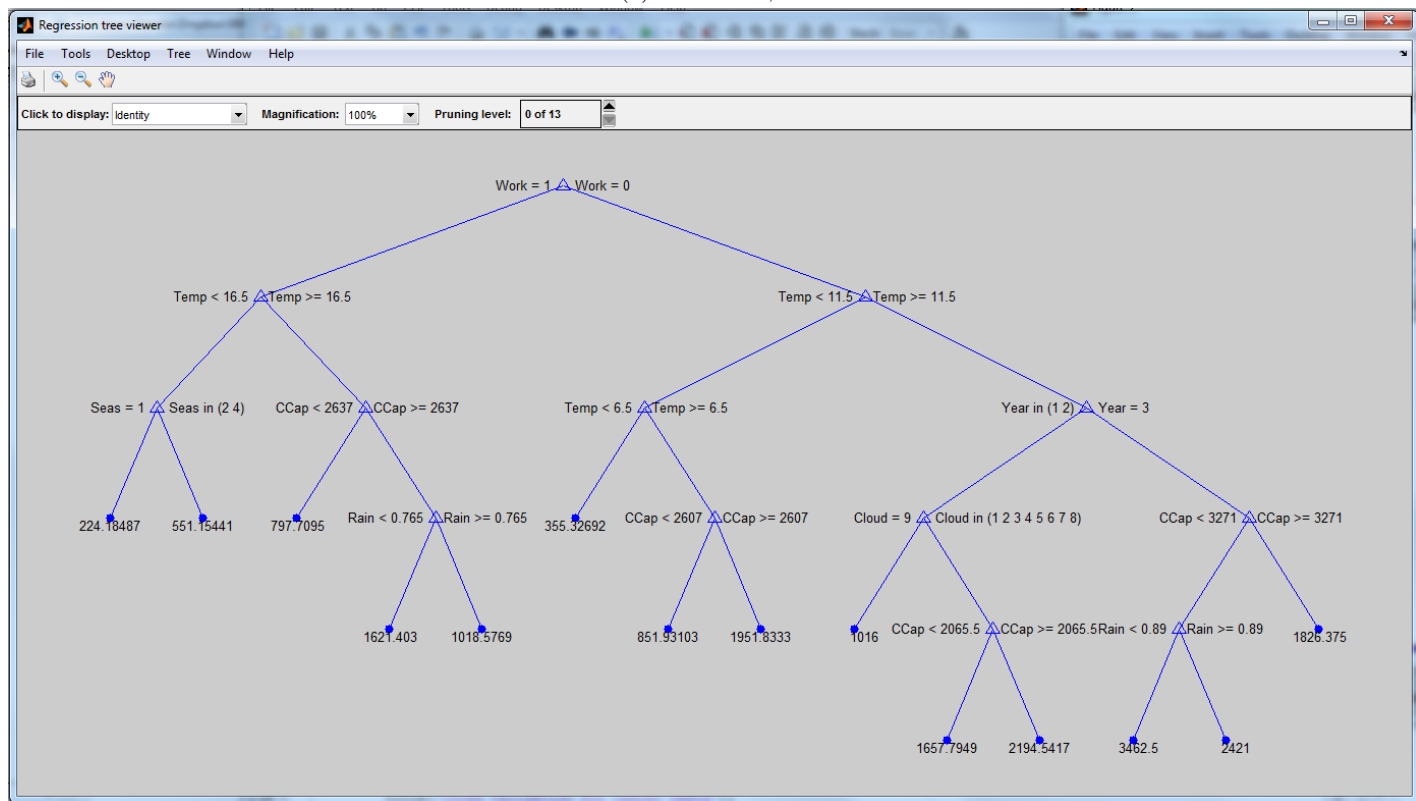 Regression tree viewer
File Tools Desktop Tree Window Help
Click to display: Identity Magnification: 100% Pruning level: 0 of 13
Work = 1 Work = 0
Temp < 16.5 Temp >= 16.5 Temp < 11.5 Temp >= 11.5
Seas = 1 Seas in (2 4) CCap < 2637 CCap >= 2637 Temp < 6.5 Temp >= 6.5 Year in (1 2) Year = 3
224.18487 551.15441 797.7095 Rain < 0.765 Rain >= 0.765 355.32692 CCap < 2607 CCap >= 2607 Cloud = 9 Cloud in (1 2 3 4 5 6 7 8) CCap < 3271 CCap >= 3271
1621.403 1018.5769 851.93103 1951.8333 1016 CCap < 2065.5 CCap >= 2065.5 Rain < 0.89 Rain >= 0.89 1826.375
1657.7949 2194.5417 3462.5 2421